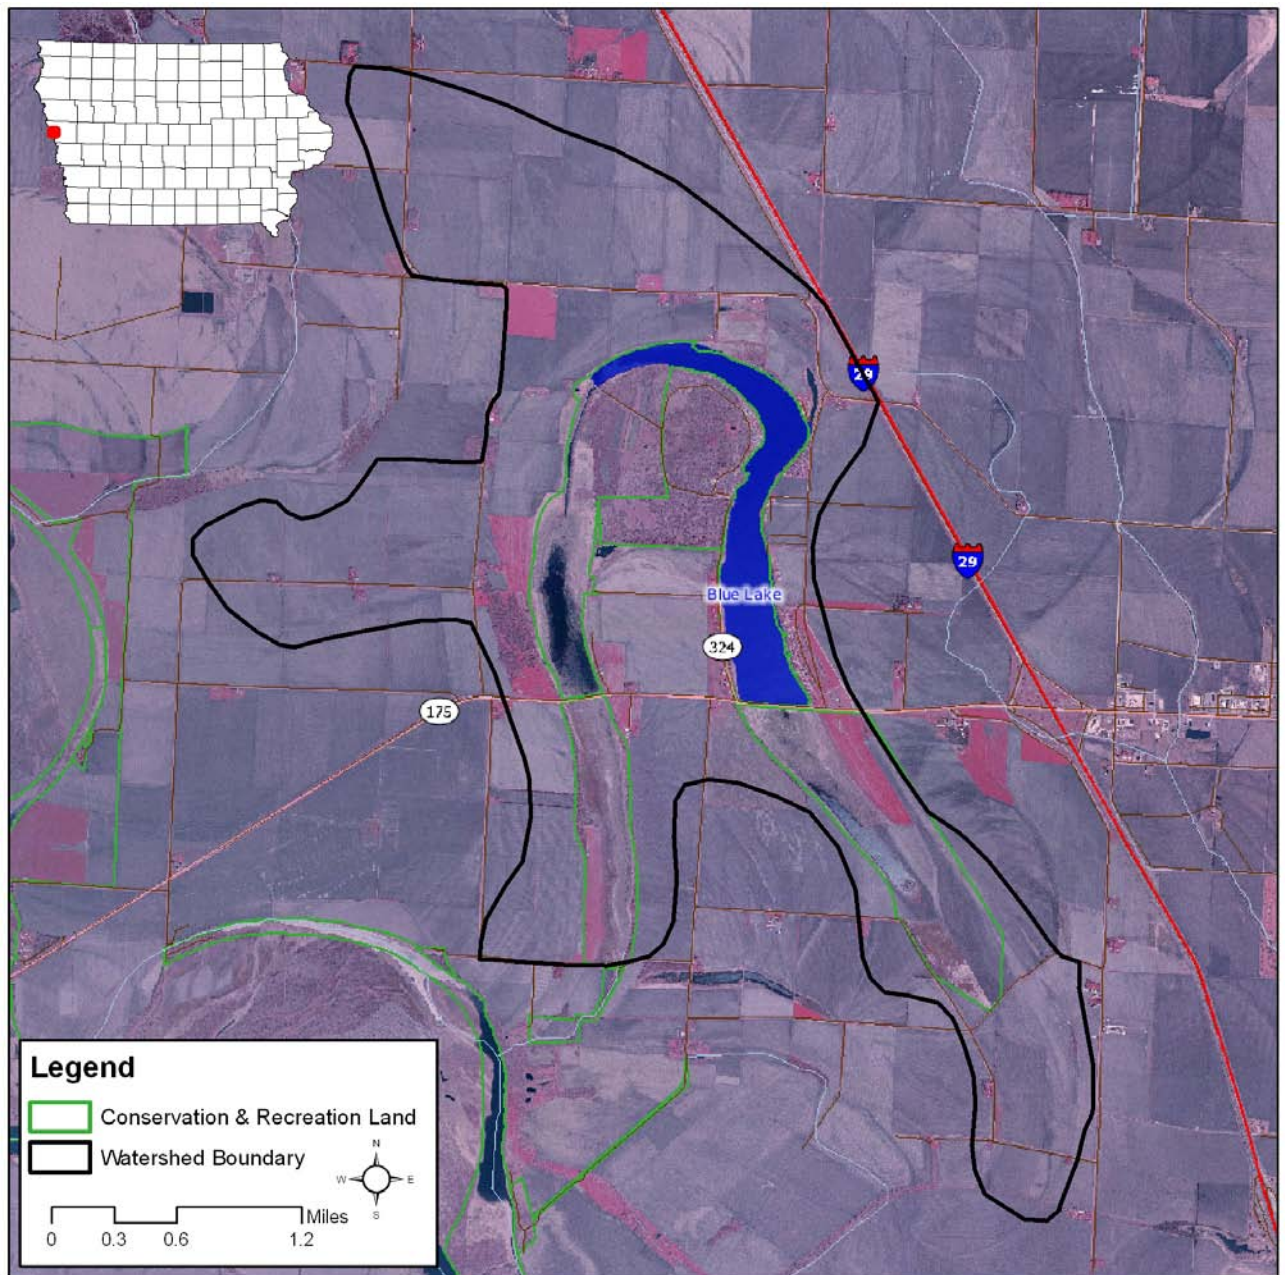 29
29
Blue Lake
324
175
Legend
Conservation & Recreation Land
Watershed Boundary
N
W E
S
Miles
0 0.3 0.6 1.2